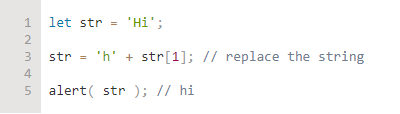 1 let str = 'Hi';
2
3 str = 'h' + str[1]; // replace the string
4
5 alert( str ); // hi